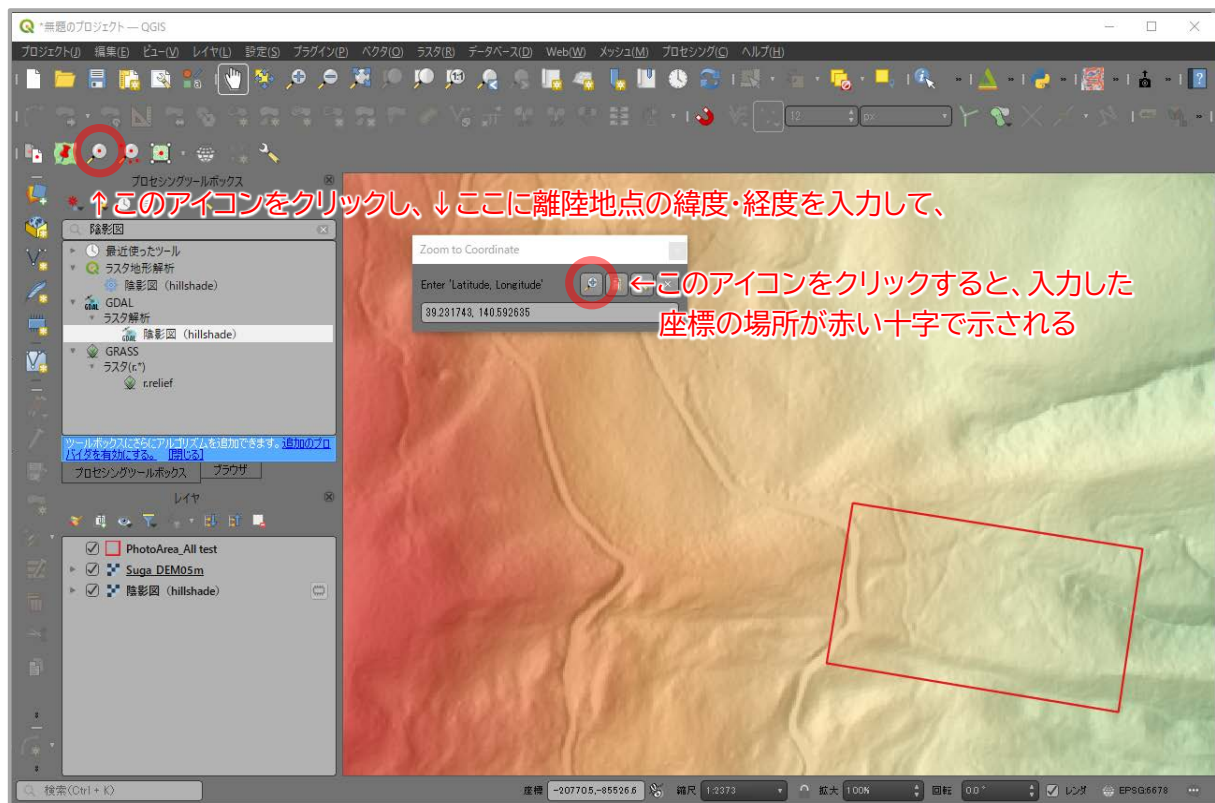 *無題のプロジェクト — QGIS
プロジェクト(J) 編集(E) ビュー(V) レイヤ(L) 設定(S) プラグイン(P) ベクタ(O) ラスタ(R) データベース(D) Web(W) メッシュ(M) プロセシング(C) ヘルプ(H)
12 px
プロセシングツールボックス
↑このアイコンをクリックし、↓ここに離陸地点の緯度・経度を入力して、
陰影図
最近使ったツール
ラスタ地形解析
陰影図 (hillshade)
GDAL
ラスタ解析
陰影図 (hillshade)
GRASS
ラスタ(r.*)
r.relief
Zoom to Coordinate
Enter 'Latitude, Longitude'
39.231743, 140.592635
←このアイコンをクリックすると、入力した
座標の場所が赤い十字で示される
ツールボックスにさらにアルゴリズムを追加できます。追加のプロ
バイダを有効にする。 [閉じる]
プロセシングツールボックス ブラウザ
レイヤ
PhotoArea_All test
Suga_DEM05m
陰影図 (hillshade)
検索(Ctrl + K)
座標 -20770.5,-85526.6 縮尺 1:2373 拡大 100% 回転 0.0° レンダ EPSG:6678